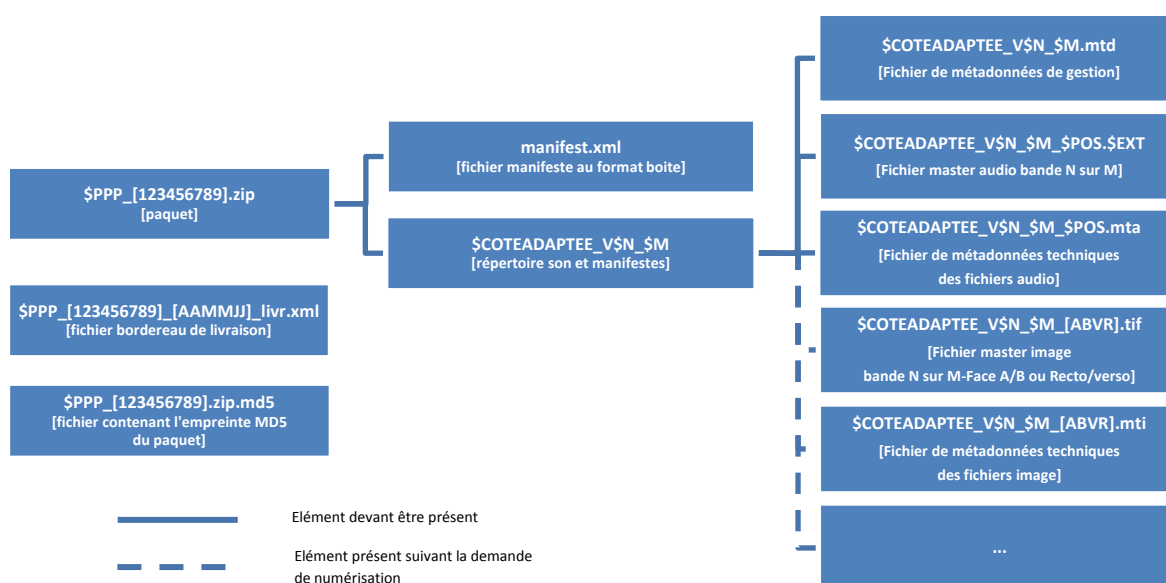 $PPP_[123456789].zip
[paquet]
$PPP_[123456789]_[AAMMJJ]_livr.xml
[fichier bordereau de livraison]
$PPP_[123456789].zip.md5
[fichier contenant l'empreinte MD5
du paquet]
manifest.xml
[fichier manifeste au format boite]
$COTEADAPTEE_V$N_$M
[répertoire son et manifestes]
$COTEADAPTEE_V$N_$M.mtd
[Fichier de métadonnées de gestion]
$COTEADAPTEE_V$N_$M_$POS.$EXT
[Fichier master audio bande N sur M]
$COTEADAPTEE_V$N_$M_$POS.mta
[Fichier de métadonnées techniques
des fichiers audio]
$COTEADAPTEE_V$N_$M_[ABVR].tif
[Fichier master image
bande N sur M-Face A/B ou Recto/verso]
$COTEADAPTEE_V$N_$M_[ABVR].mti
[Fichier de métadonnées techniques
des fichiers image]
...
Elément devant être présent
Elément présent suivant la demande
de numérisation